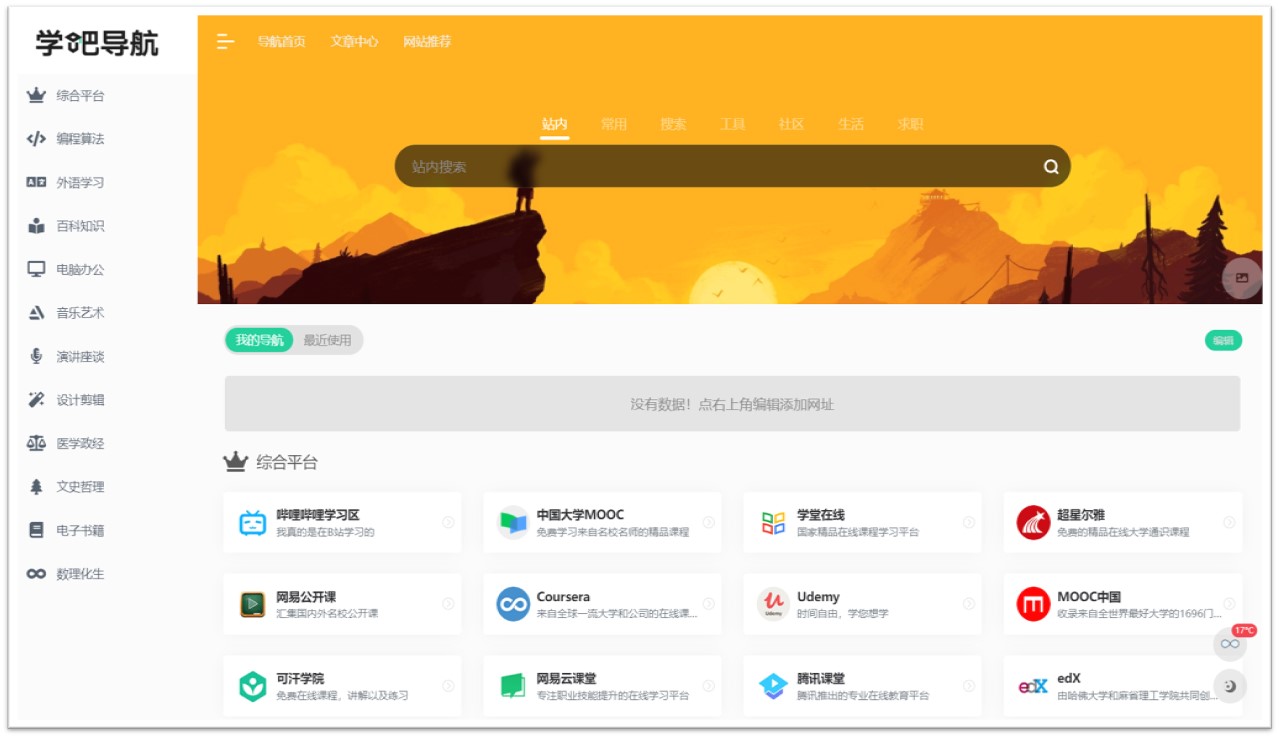 学吧导航
导航首页 文章中心 网站推荐
综合平台
编程算法
外语学习
百科知识
电脑办公
音乐艺术
演讲座谈
设计剪辑
医学政经
文史哲理
电子书籍
数理化生
站内 常用 搜索 工具 社区 生活 求职
站内搜索
我的导航 最近使用
编辑
没有数据！点右上角编辑添加网址
综合平台
哔哩哔哩学习区
我真的是在B站学习的
中国大学MOOC
免费学习来自名校名师的精品课程
学堂在线
国家精品在线课程学习平台
超星尔雅
免费的精品在线大学通识课程
网易公开课
汇集国内外名校公开课
Coursera
来自全球一流大学和公司的在线课...
Udemy
Udemy
时间自由，学您想学
MOOC中国
收录来自全世界最好大学的1696门...
17°C
可汗学院
免费在线课程，讲解以及练习
网易云课堂
专注职业技能提升的在线学习平台
腾讯课堂
腾讯推出的专业在线教育平台
edX
edX
由哈佛大学和麻省理工学院共同创...